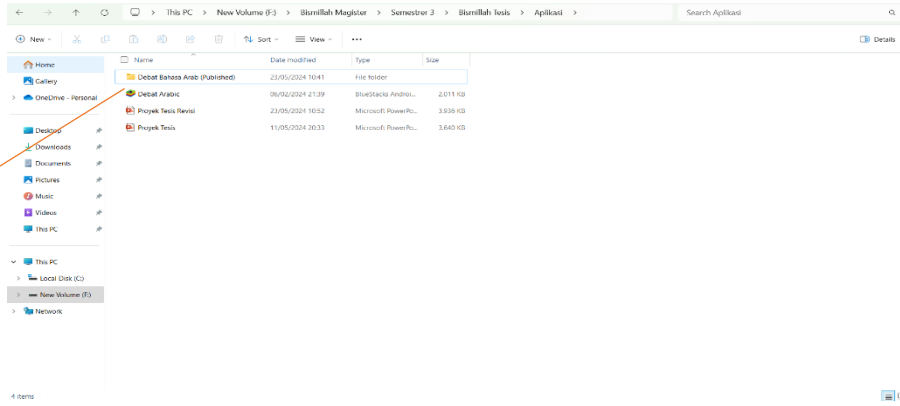 This PC > New Volume (F:) > Bismillah Magister > Semestrer 3 > Bismillah Tesis > Aplikasi >
Search Aplikasi
New
Sort
View
Details
Name
Date modified
Type
Size
Debat Bahasa Arab (Published)
23/05/2024 10:41
File folder
Debat Arabic
06/02/2024 21:39
BlueStacks Androi...
2.011 KB
Proyek Tesis Revisi
23/05/2024 10:52
Microsoft PowerPo...
3.936 KB
Proyek Tesis
11/05/2024 20:33
Microsoft PowerPo...
3.640 KB
Home
Gallery
OneDrive - Personal
Desktop
Downloads
Documents
Pictures
Music
Videos
This PC
This PC
Local Disk (C:)
New Volume (F:)
Network
4 items